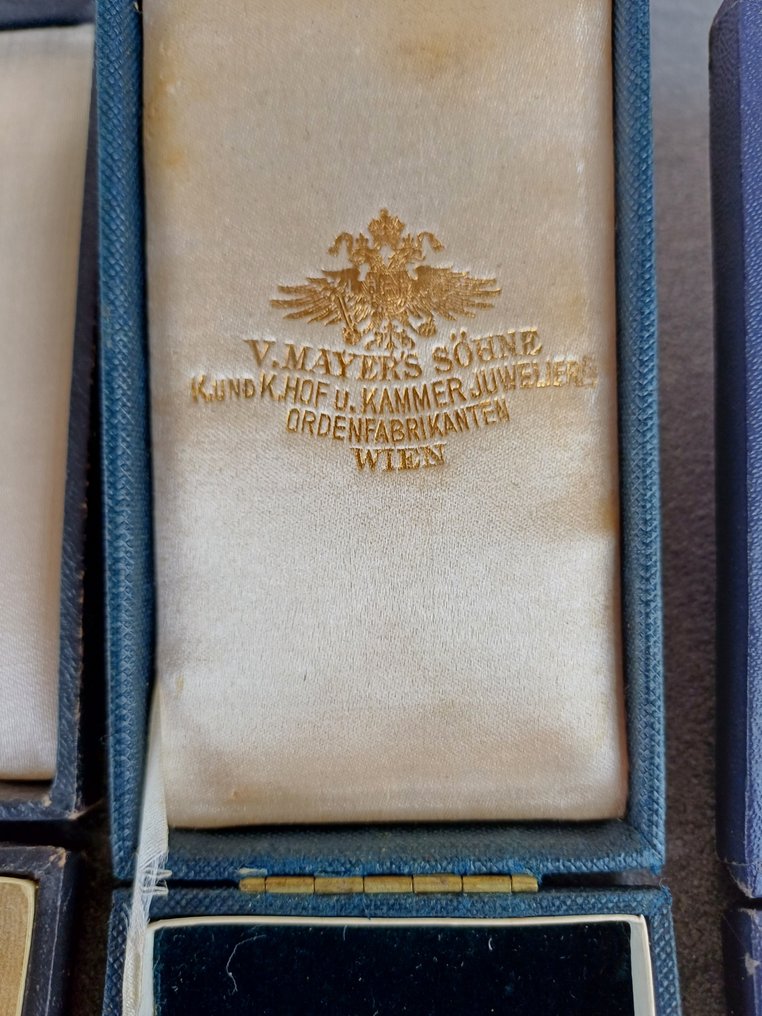 V. MAYER'S SÖHNE
K. UND K. HOF U. KAMMER JUWELIERE
ORDENFABRIKANTEN
WIEN